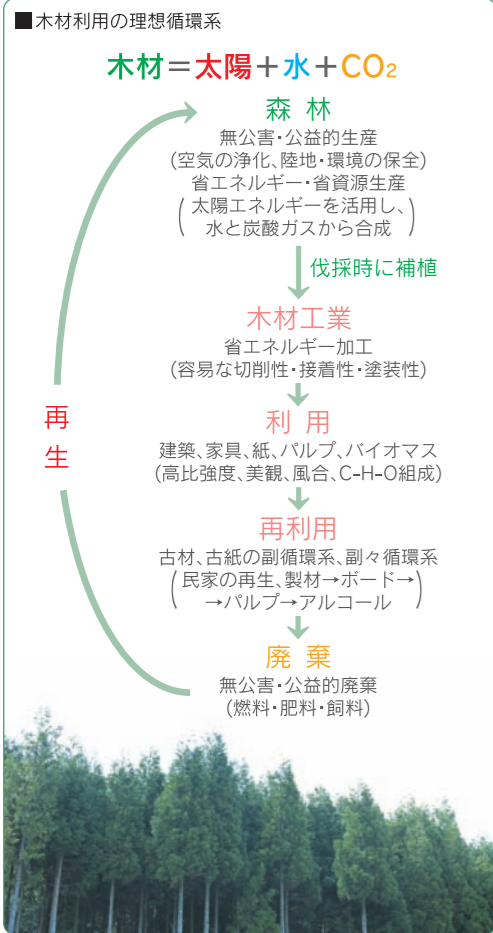 ■木材利用の理想循環系
木材＝太陽＋水＋CO2
森林
無公害・公益的生産
(空気の浄化、陸地・環境の保全)
省エネルギー・省資源生産
(太陽エネルギーを活用し、
水と炭酸ガスから合成)
伐採時に補植
木材工業
省エネルギー加工
(容易な切削性・接着性・塗装性)
利用
建築、家具、紙、パルプ、バイオマス
(高比強度、美観、風合、C-H-O組成)
再利用
古材、古紙の副循環系、副々循環系
(民家の再生、製材→ボード→
→パルプ→アルコール)
廃棄
無公害・公益的廃棄
(燃料・肥料・飼料)
再生